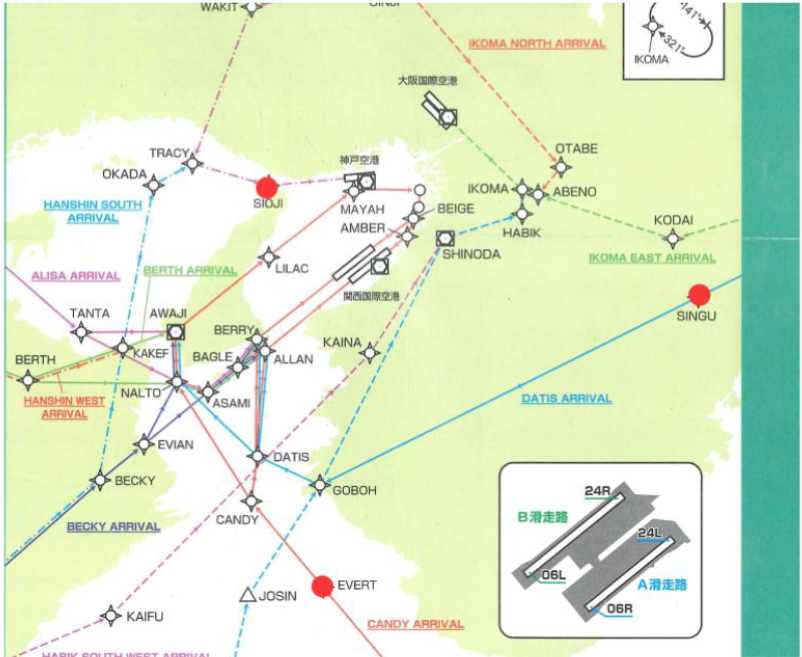 WAKIT
IKOMA NORTH ARRIVAL
141°
321°
IKOMA
大阪国際空港
TRACY
OKADA
神戸空港
OTABE
IKOMA
ABENO
SIOJI
MAYAH
HANSHIN SOUTH
ARRIVAL
BEIGE
AMBER
HABIK
KODAI
SHINODA
IKOMA EAST ARRIVAL
ALISA ARRIVAL
BERTH ARRIVAL
LILAC
関西国際空港
TANTA
AWAJI
SINGU
BERRY
KAINA
KAKEF
BAGLE
ALLAN
BERTH
NALTO
ASAMI
HANSHIN WEST
ARRIVAL
DATIS ARRIVAL
EVIAN
DATIS
BECKY
GOBOH
CANDY
BECKY ARRIVAL
24R
B滑走路
24L
06L
A滑走路
06R
EVERT
JOSIN
KAIFU
CANDY ARRIVAL
HABIK SOUTH WEST ARRIVAL